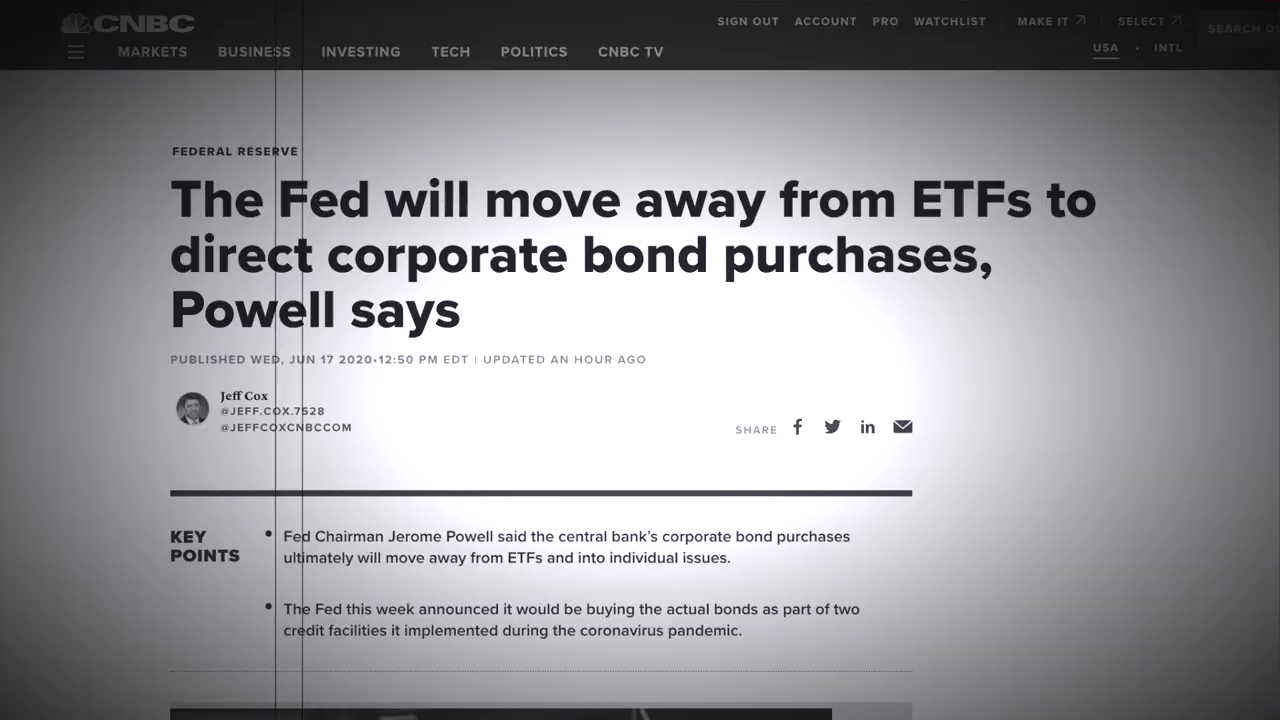 CNBC
SIGN OUT ACCOUNT PRO WATCHLIST MAKE IT SELECT
SEARCH
USA · INTL
MARKETS BUSINESS INVESTING TECH POLITICS CNBC TV
FEDERAL RESERVE
The Fed will move away from ETFs to
direct corporate bond purchases,
Powell says
PUBLISHED WED, JUN 17 2020•12:50 PM EDT | UPDATED AN HOUR AGO
Jeff Cox
@JEFF.COX.7528
@JEFFCOXCNBCCOM
SHARE
KEY
POINTS
• Fed Chairman Jerome Powell said the central bank’s corporate bond purchases
ultimately will move away from ETFs and into individual issues.
• The Fed this week announced it would be buying the actual bonds as part of two
credit facilities it implemented during the coronavirus pandemic.